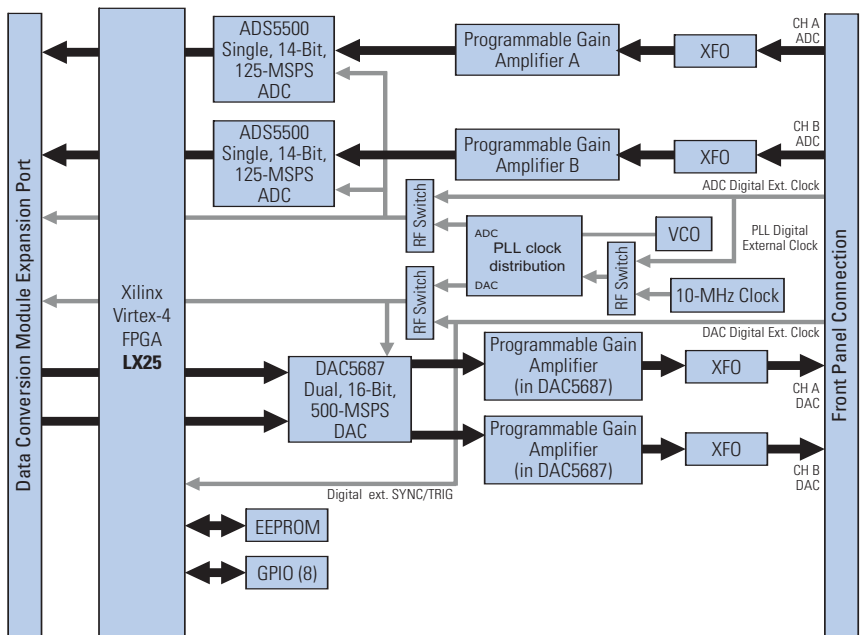 Data Conversion Module Expansion Port
Xilinx
Virtex-4
FPGA
LX25
ADS5500
Single, 14-Bit,
125-MSPS
ADC
Programmable Gain
Amplifier A
XFO
CH A
ADC
ADS5500
Single, 14-Bit,
125-MSPS
ADC
Programmable Gain
Amplifier B
XFO
CH B
ADC
ADC Digital Ext. Clock
RF Switch
ADC
PLL clock
distribution
DAC
VCO
PLL Digital
External Clock
RF Switch
10-MHz Clock
RF Switch
DAC Digital Ext. Clock
DAC5687
Dual, 16-Bit,
500-MSPS
DAC
Programmable Gain
Amplifier
(in DAC5687)
XFO
CH A
DAC
Programmable Gain
Amplifier
(in DAC5687)
XFO
CH B
DAC
Digital ext. SYNC/TRIG
EEPROM
GPIO (8)
Front Panel Connection